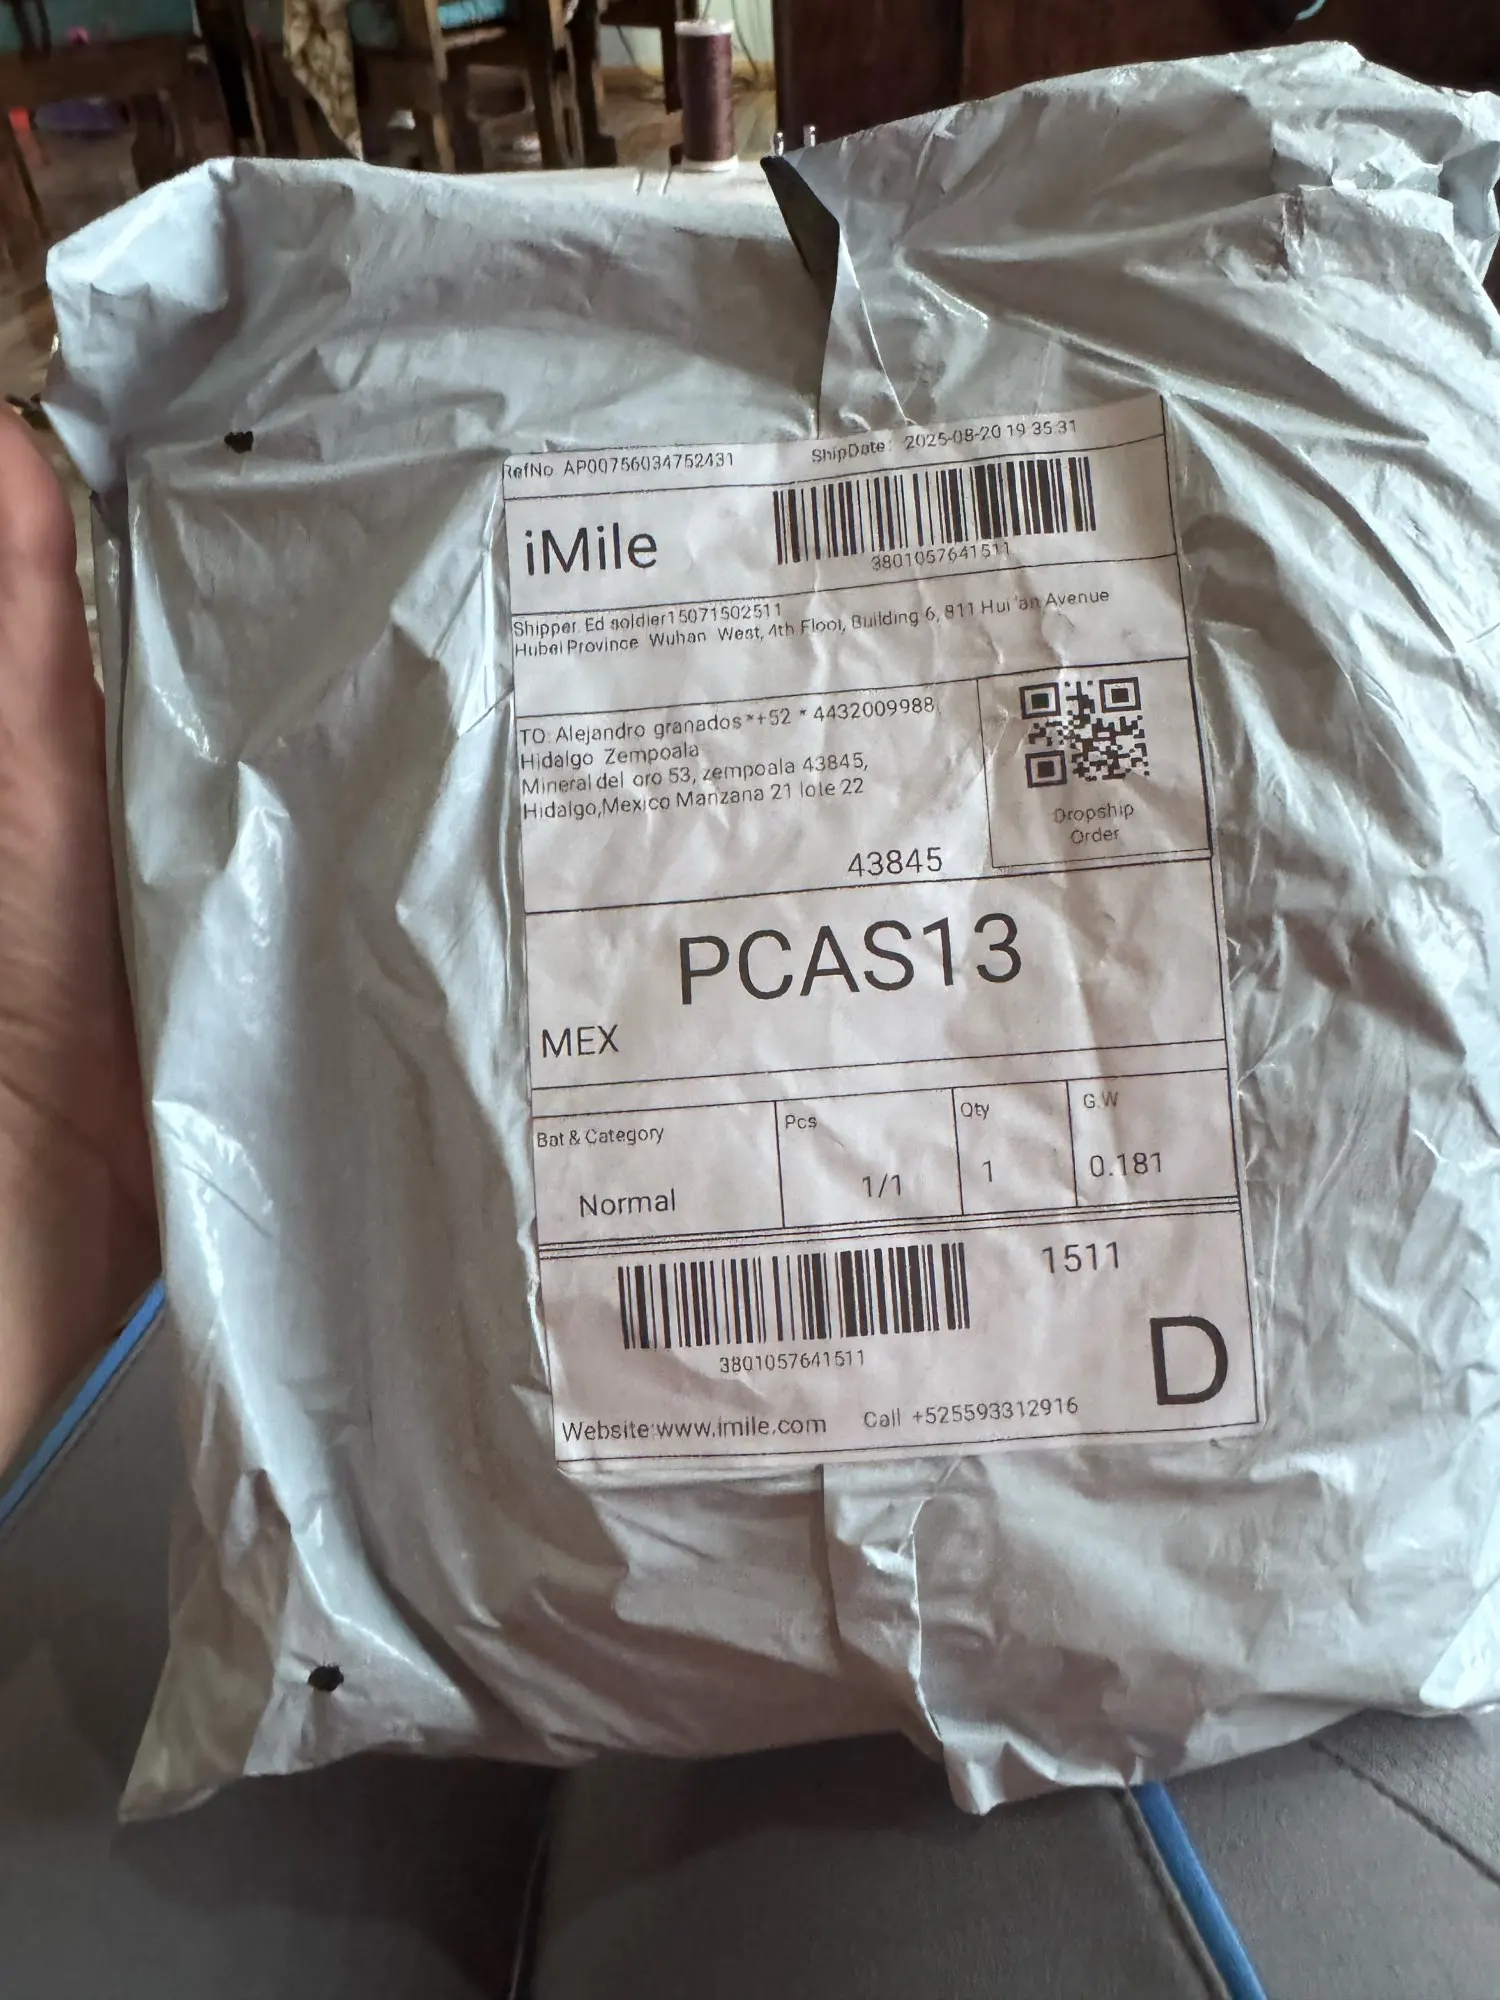 RefNo AP00756034752431 ShipDate: 2025-08-20 19 35 31
iMile
3801057641511
Shipper Ed soldier15071502511
Hubei Province Wuhan West, 4th Floor, Building 6, 811 Hui'an Avenue
TO: Alejandro granados*+52 * 4432009988,
Hidalgo Zempoala
Mineral del oro 53, zempoala 43845,
Hidalgo,Mexico Manzana 21 lote 22
Dropship
Order
43845
PCAS13
MEX
Bat & Category Pcs Qty G.W
Normal 1/1 1 0.181
1511
3801057641511
D
Website:www.imile.com Call +525593312916